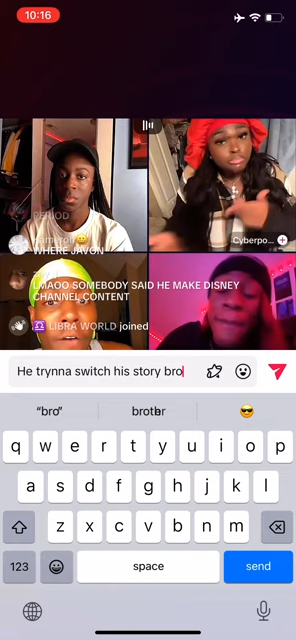 10:16
PERIOD
WHERE JAVON
LMAOO SOMEBODY SAID HE MAKE DISNEY
CHANNEL CONTENT
LIBRA WORLD joined
Cyberpo...
He trynna switch his story bro
"bro"
q w e r t y u i o p
a s d f g h j k l
z x c v b n m
123
space
send